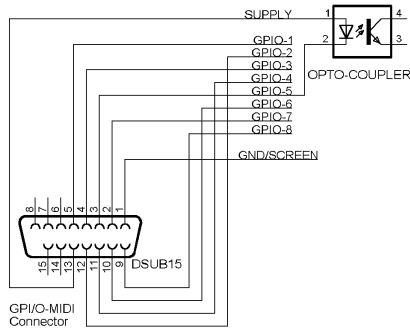 SUPPLY
1
4
2
3
OPTO-COUPLER
GPIO-1
GPIO-2
GPIO-3
GPIO-4
GPIO-5
GPIO-6
GPIO-7
GPIO-8
GND/SCREEN
8 7 6 5 4 3 2 1
DSUB15
15 14 13 12 11 10 9
GPI/O-MIDI
Connector